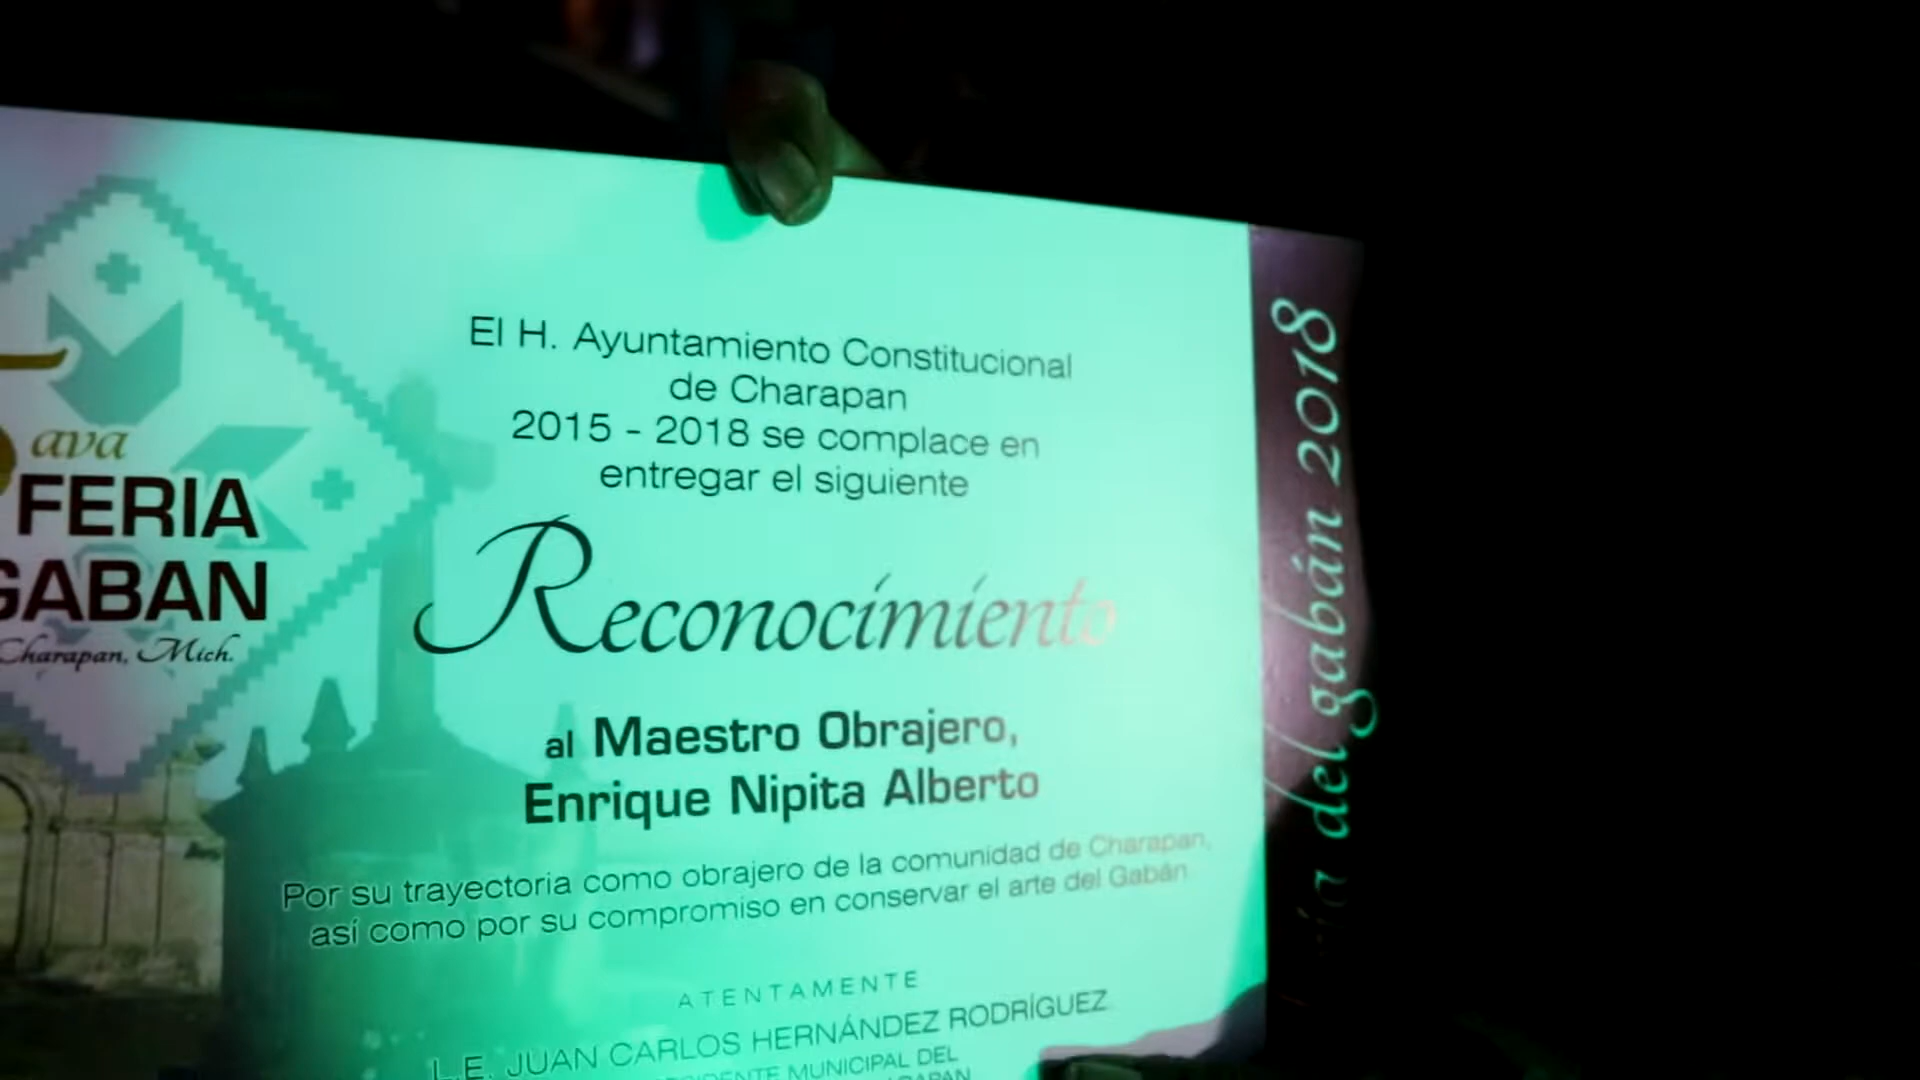 El H. Ayuntamiento Constitucional
de Charapan
2015 - 2018 se complace en
entregar el siguiente
Reconocimiento
al Maestro Obrajero,
Enrique Nipita Alberto
Por su trayectoria como obrajero de la comunidad de Charapan,
así como por su compromiso en conservar el arte del Gabán
ATENTAMENTE
L.E. JUAN CARLOS HERNÁNDEZ RODRÍGUEZ
MUNICIPAL DEL
ava
FERIA
GABAN
Charapan, Mich.
del gabán 2018